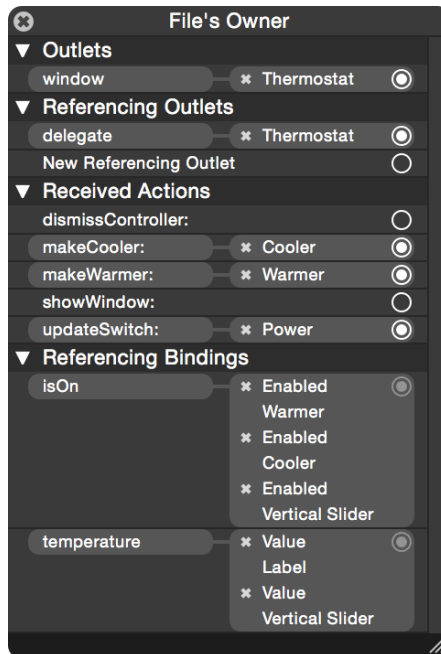 File's Owner
Outlets
window Thermostat
Referencing Outlets
delegate Thermostat
New Referencing Outlet
Received Actions
dismissController:
makeCooler: Cooler
makeWarmer: Warmer
showWindow:
updateSwitch: Power
Referencing Bindings
isOn Enabled
Warmer
Enabled
Cooler
Enabled
Vertical Slider
temperature Value
Label
Value
Vertical Slider